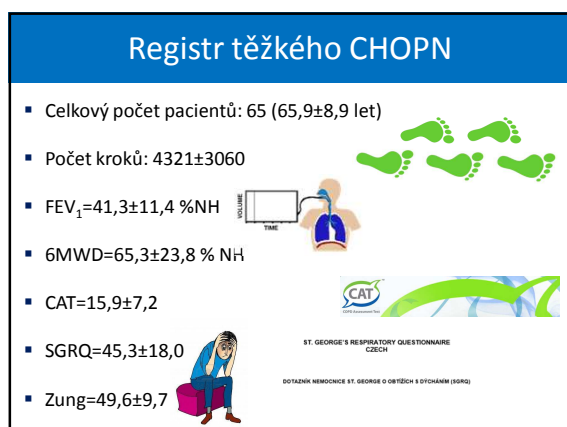 Registr těžkého CHOPN
▪ Celkový počet pacientů: 65 (65,9±8,9 let)
▪ Počet kroků: 4321±3060
▪ FEV₁=41,3±11,4 %NH
VOLUME
TIME
▪ 6MWD=65,3±23,8 % NH
▪ CAT=15,9±7,2
CAT
COPD Assessment Test
▪ SGRQ=45,3±18,0
ST. GEORGE'S RESPIRATORY QUESTIONNAIRE
CZECH
DOTAZNÍK NEMOCNICE ST. GEORGE O OBTÍŽÍCH S DÝCHÁNÍM (SGRQ)
▪ Zung=49,6±9,7